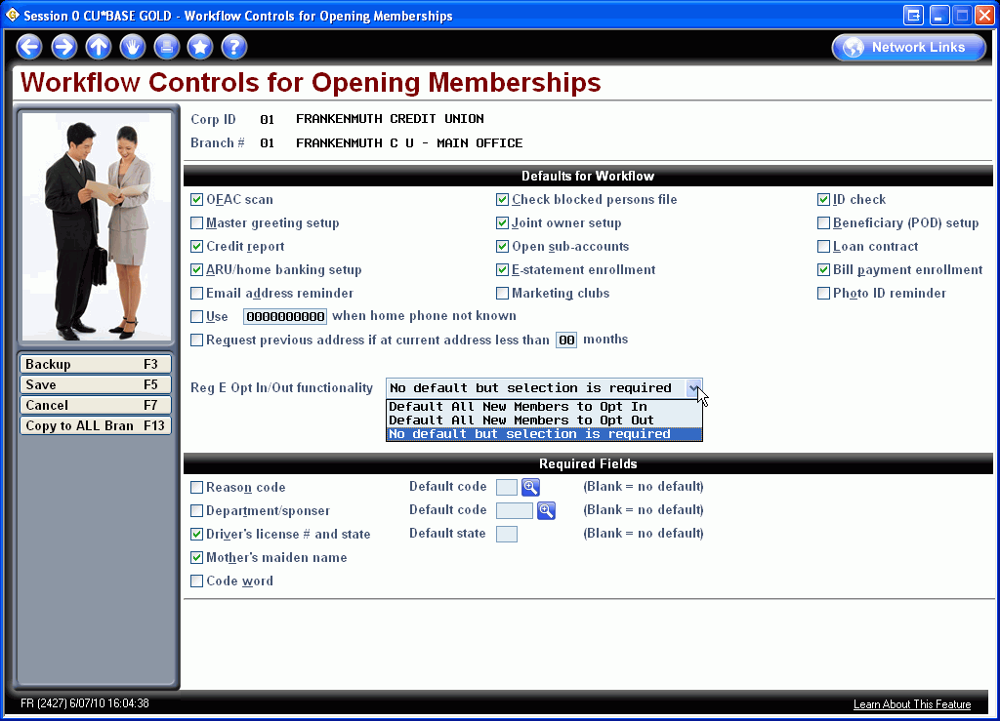 Session 0 CU*BASE GOLD - Workflow Controls for Opening Memberships
Network Links
Workflow Controls for Opening Memberships
Corp ID 01 FRANKENMUTH CREDIT UNION
Branch # 01 FRANKENMUTH C U - MAIN OFFICE
Defaults for Workflow
OFAC scan Check blocked persons file ID check
Master greeting setup Joint owner setup Beneficiary (POD) setup
Credit report Open sub-accounts Loan contract
ARU/home banking setup E-statement enrollment Bill payment enrollment
Email address reminder Marketing clubs Photo ID reminder
Use 0000000000 when home phone not known
Request previous address if at current address less than 00 months
Reg E Opt In/Out functionality No default but selection is required
Default All New Members to Opt In
Default All New Members to Opt Out
No default but selection is required
Backup F3
Save F5
Cancel F7
Copy to ALL Bran F13
Required Fields
Reason code Default code (Blank = no default)
Department/sponser Default code (Blank = no default)
Driver's license # and state Default state (Blank = no default)
Mother's maiden name
Code word
FR (2427) 6/07/10 16:04:38
Learn About This Feature